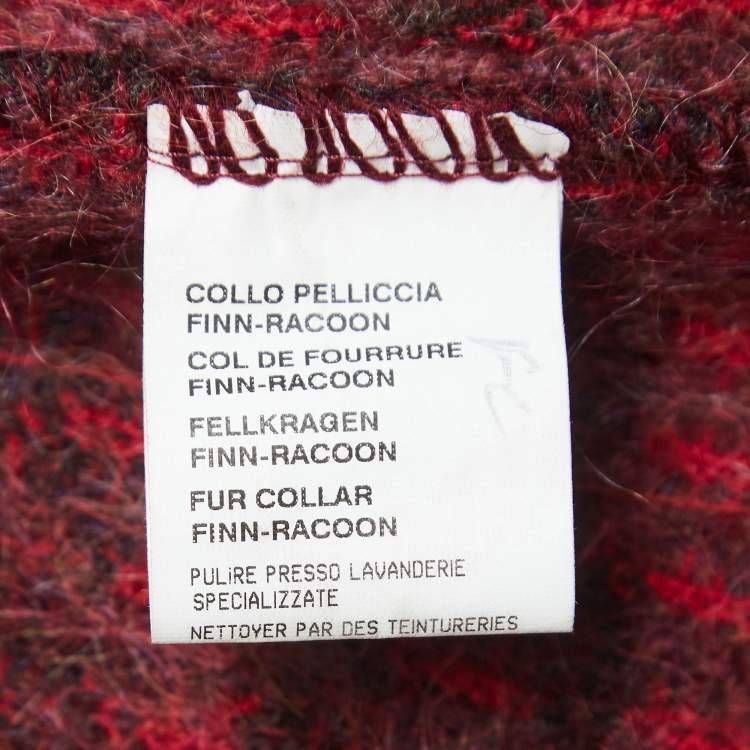 COLLO PELLICCIA
FINN-RACOON
COL DE FOURRURE
FINN-RACOON
FELLKRAGEN
FINN-RACOON
FUR COLLAR
FINN-RACOON
PULiRE PRESSO LAVANDERIE
SPECIALIZZATE
NETTOYER PAR DES TEINTURERIES